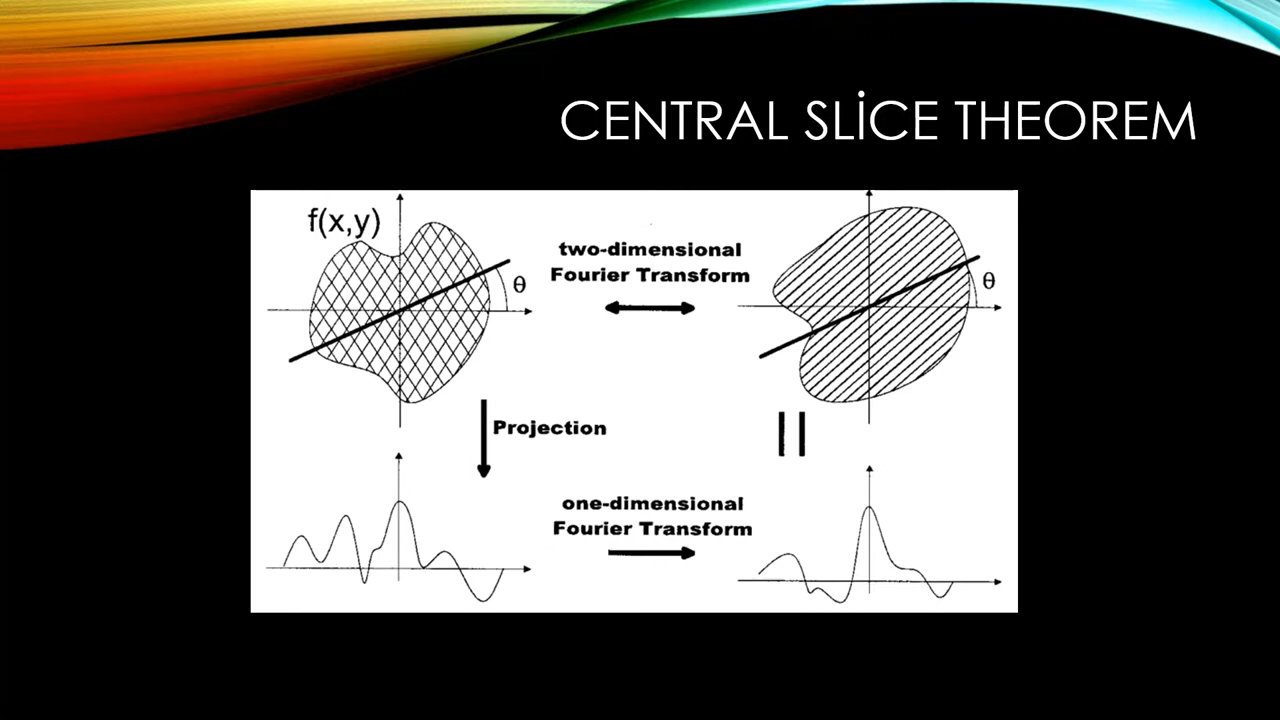 CENTRAL SLİCE THEOREM
f(x,y)
two-dimensional
Fourier Transform
θ
θ
Projection
one-dimensional
Fourier Transform